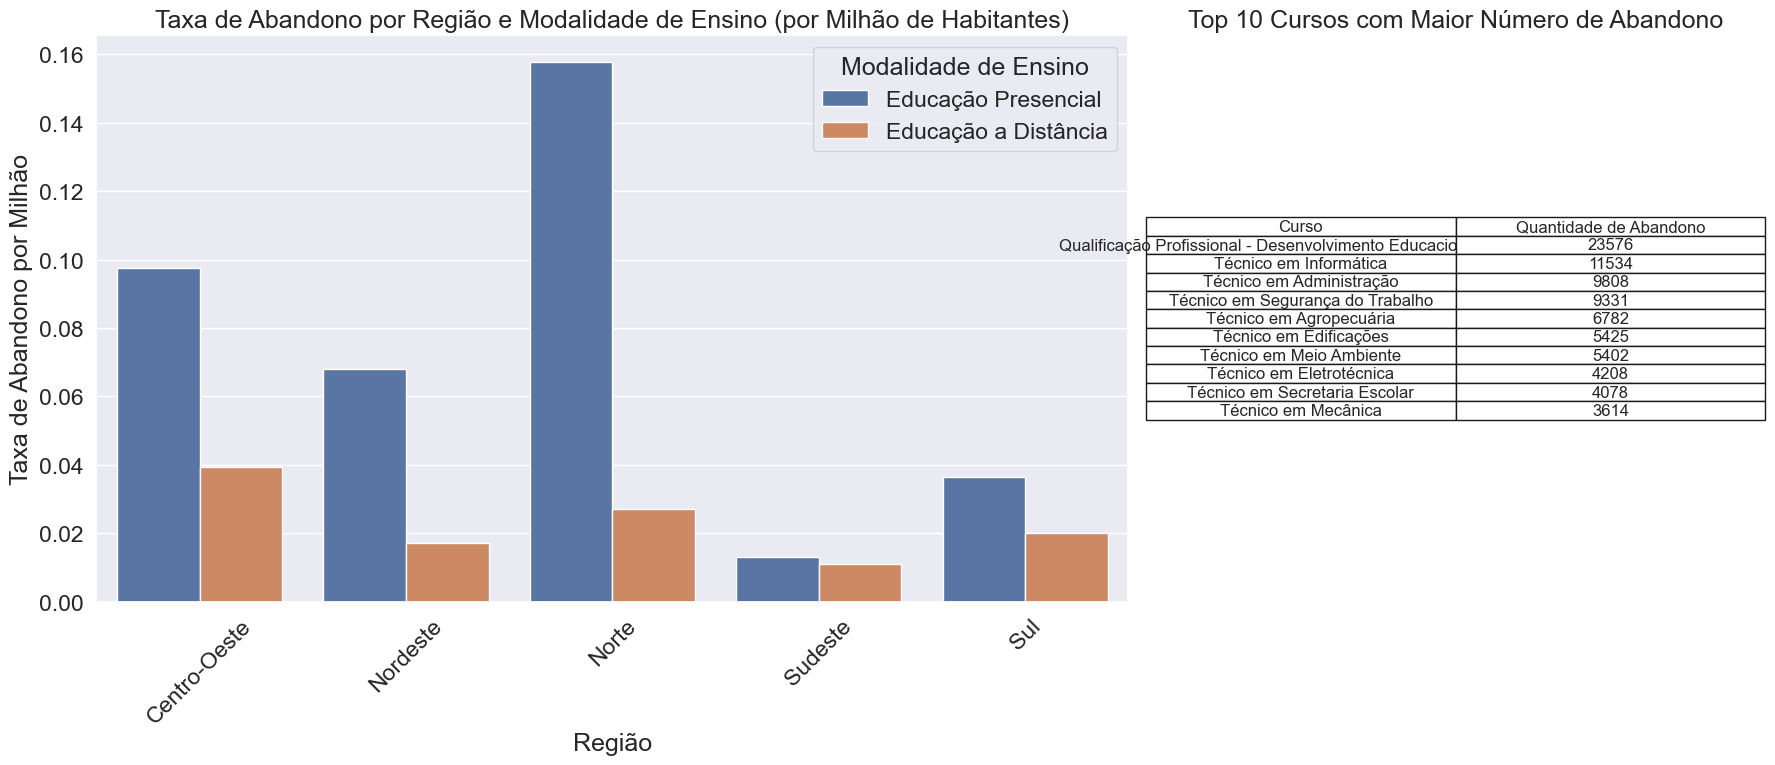 Taxa de Abandono por Região e Modalidade de Ensino (por Milhão de Habitantes)
Taxa de Abandono por Milhão
0.16
0.14
0.12
0.10
0.08
0.06
0.04
0.02
0.00
Modalidade de Ensino
Educação Presencial
Educação a Distância
Centro-Oeste
Nordeste
Norte
Sudeste
Sul
Região
Top 10 Cursos com Maior Número de Abandono
Curso Quantidade de Abandono
Qualificação Profissional - Desenvolvimento Educacio 23576
Técnico em Informática 11534
Técnico em Administração 9808
Técnico em Segurança do Trabalho 9331
Técnico em Agropecuária 6782
Técnico em Edificações 5425
Técnico em Meio Ambiente 5402
Técnico em Eletrotécnica 4208
Técnico em Secretaria Escolar 4078
Técnico em Mecânica 3614